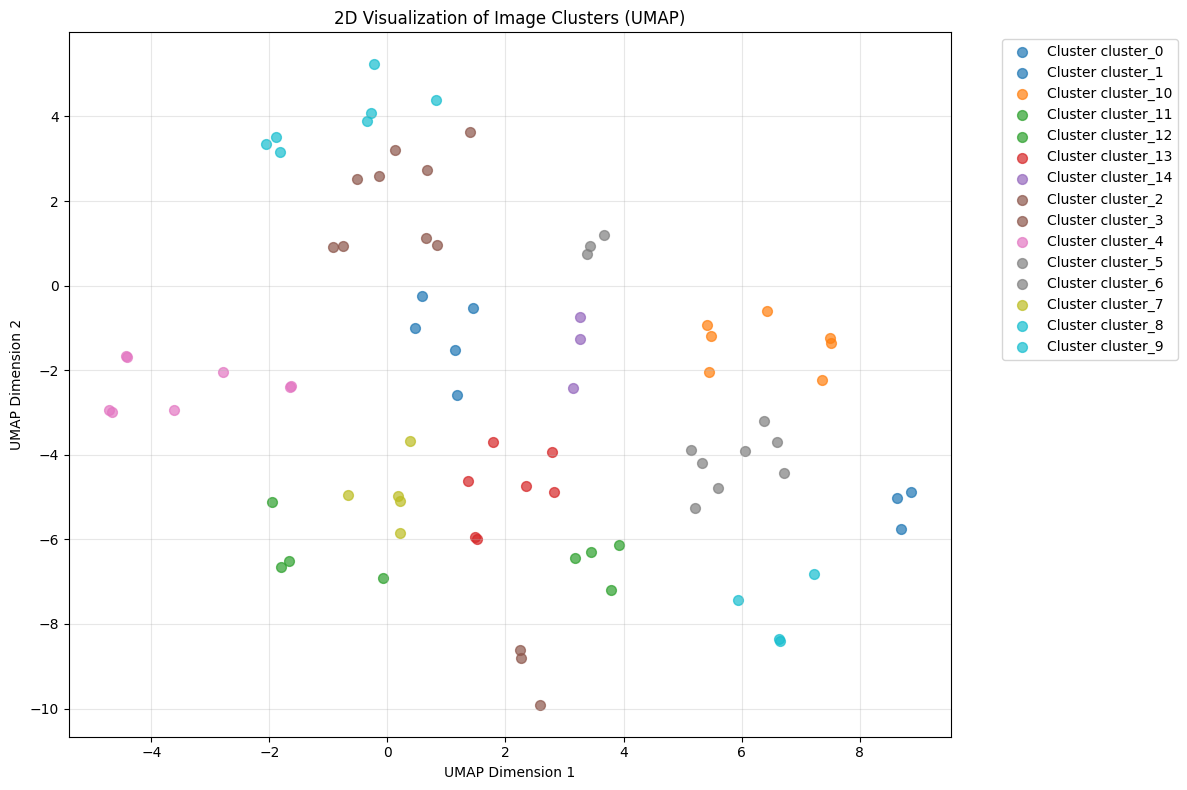 2D Visualization of Image Clusters (UMAP)
Cluster cluster_0
Cluster cluster_1
Cluster cluster_10
Cluster cluster_11
Cluster cluster_12
Cluster cluster_13
Cluster cluster_14
Cluster cluster_2
Cluster cluster_3
Cluster cluster_4
Cluster cluster_5
Cluster cluster_6
Cluster cluster_7
Cluster cluster_8
Cluster cluster_9
UMAP Dimension 2
4
2
0
−2
−4
−6
−8
−10
−4 −2 0 2 4 6 8
UMAP Dimension 1